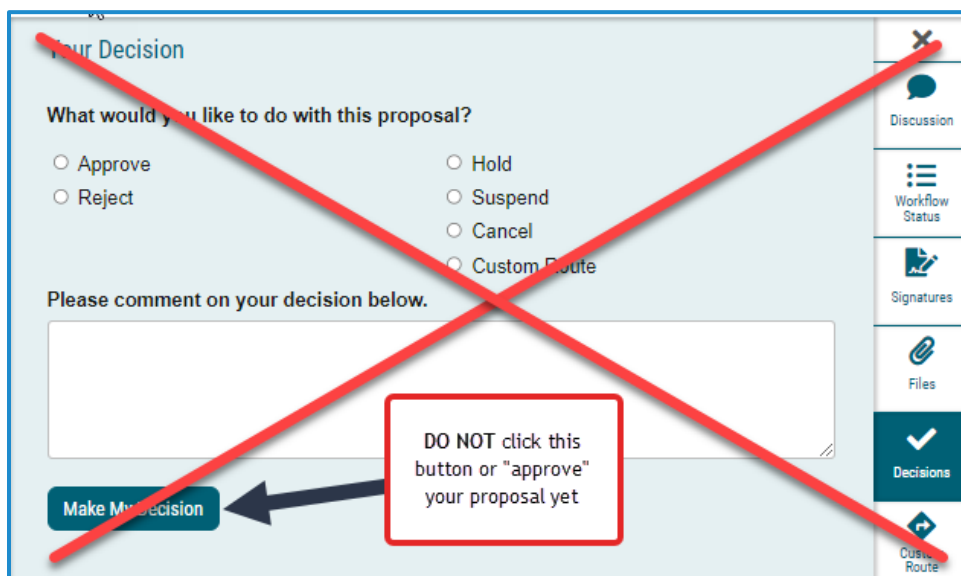 Your Decision
What would you like to do with this proposal?
Approve
Reject
Hold
Suspend
Cancel
Custom Route
Please comment on your decision below.
DO NOT click this
button or "approve"
your proposal yet
Make My Decision
Discussion
Workflow
Status
Signatures
Files
Decisions
Custom
Route